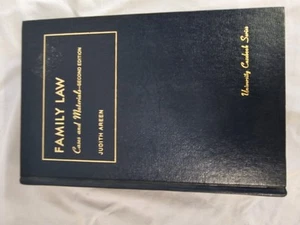 FAMILY LAW
Cases and Materials—SECOND EDITION
JUDITH AREEN
University Casebook Series